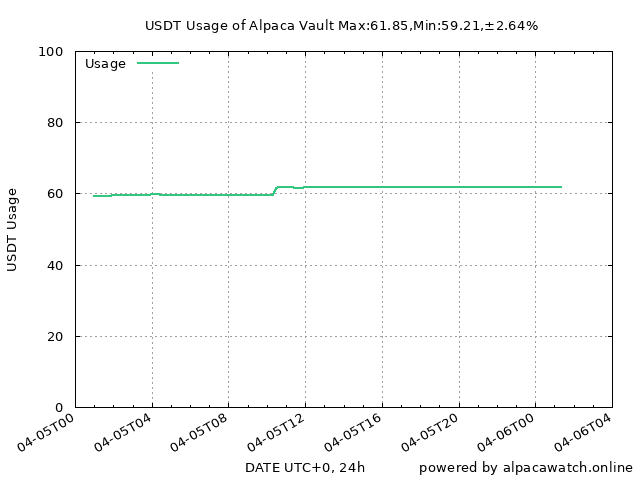 USDT Usage of Alpaca Vault Max:61.85,Min:59.21,±2.64%
Usage
100
80
60
40
20
0
USDT Usage
04-05T00
04-05T04
04-05T08
04-05T12
04-05T16
04-05T20
04-06T00
04-06T04
DATE UTC+0, 24h
powered by alpacawatch.online